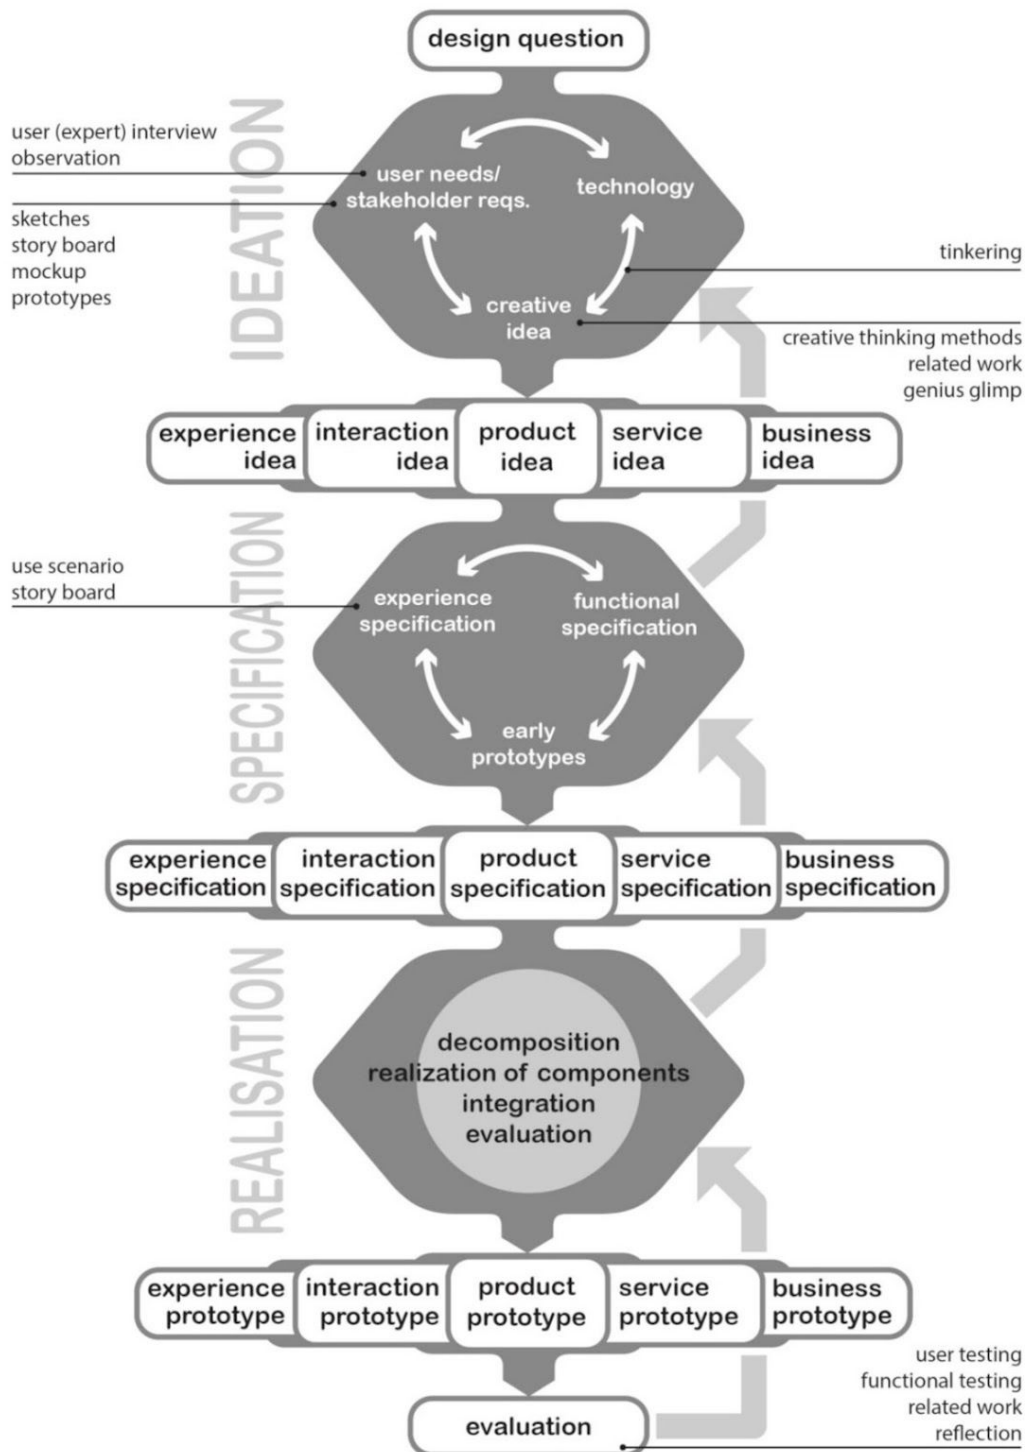 design question
IDEATION
user (expert) interview
observation
user needs/
stakeholder reqs.
technology
sketches
story board
mockup
prototypes
tinkering
creative
idea
creative thinking methods
related work
genius glimp
experience
idea
interaction
idea
product
idea
service
idea
business
idea
SPECIFICATION
use scenario
story board
experience
specification
functional
specification
early
prototypes
experience
specification
interaction
specification
product
specification
service
specification
business
specification
REALISATION
decomposition
realization of components
integration
evaluation
experience
prototype
interaction
prototype
product
prototype
service
prototype
business
prototype
evaluation
user testing
functional testing
related work
reflection